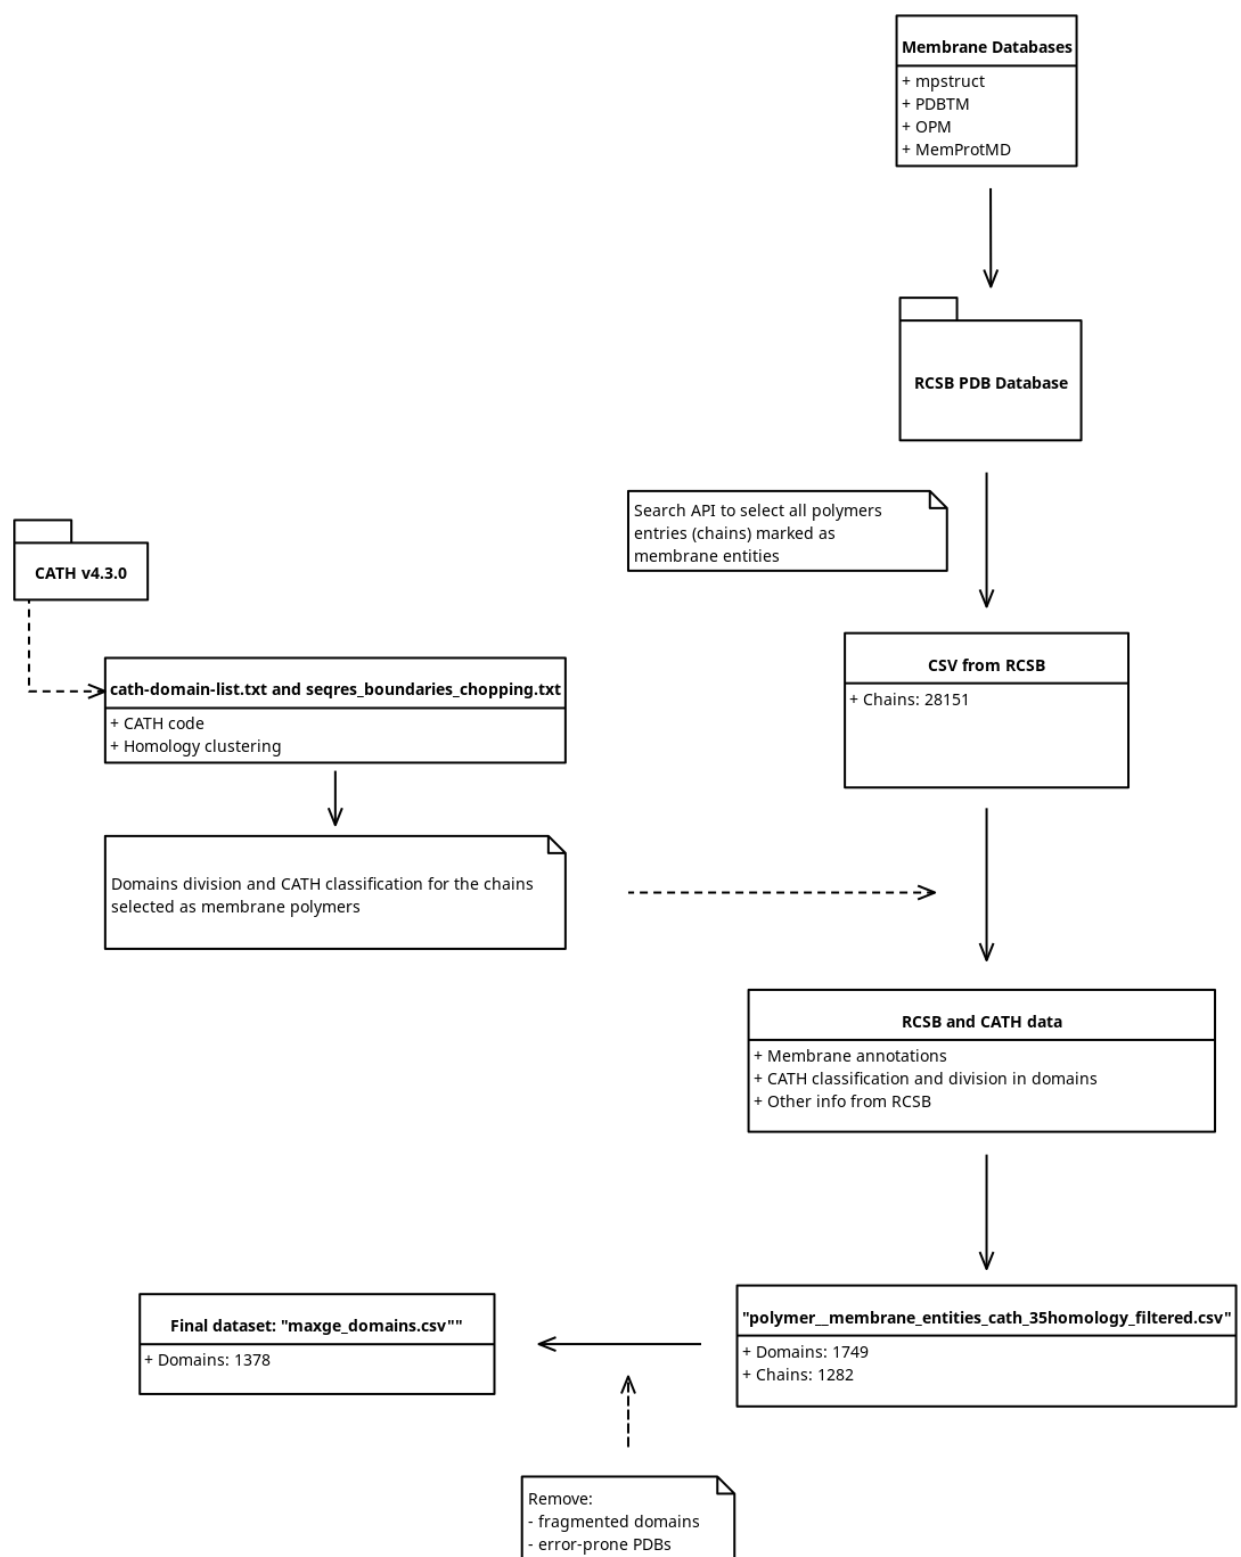 Membrane Databases
+ mpstruct
+ PDBTM
+ OPM
+ MemProtMD
RCSB PDB Database
Search API to select all polymers
entries (chains) marked as
membrane entities
CATH v4.3.0
CSV from RCSB
+ Chains: 28151
cath-domain-list.txt and seqres_boundaries_chopping.txt
+ CATH code
+ Homology clustering
Domains division and CATH classification for the chains
selected as membrane polymers
RCSB and CATH data
+ Membrane annotations
+ CATH classification and division in domains
+ Other info from RCSB
"polymer__membrane_entities_cath_35homology_filtered.csv"
+ Domains: 1749
+ Chains: 1282
Final dataset: "maxge_domains.csv""
+ Domains: 1378
Remove:
- fragmented domains
- error-prone PDBs